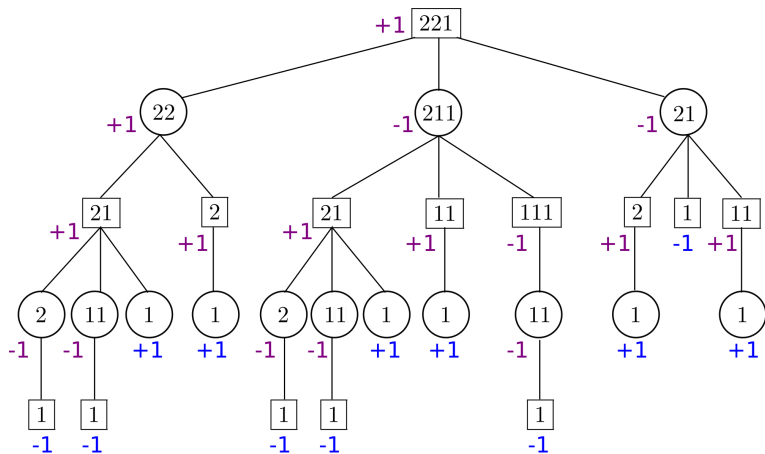 +1 221
22 211 21
+1 -1 -1
21 2 21 11 111 2 1 11
+1 +1 +1 +1 -1 +1 -1 +1
2 11 1 1 2 11 1 1 11 1 1
-1 -1 +1 +1 -1 -1 +1 +1 -1 +1 +1
1 1 1 1 1
-1 -1 -1 -1 -1